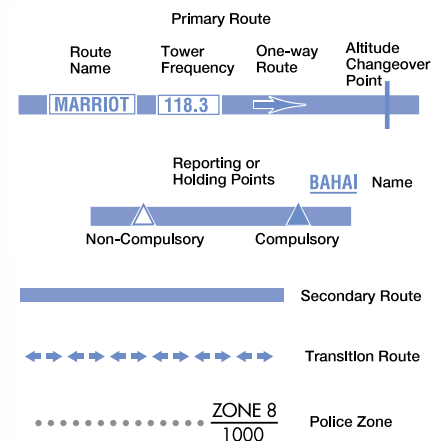 Primary Route
Route Name
Tower Frequency
One-way Route
Altitude Changeover Point
MARRIOT
118.3
Reporting or
Holding Points
BAHAI Name
Non-Compulsory
Compulsory
Secondary Route
Transition Route
ZONE 8
1000
Police Zone